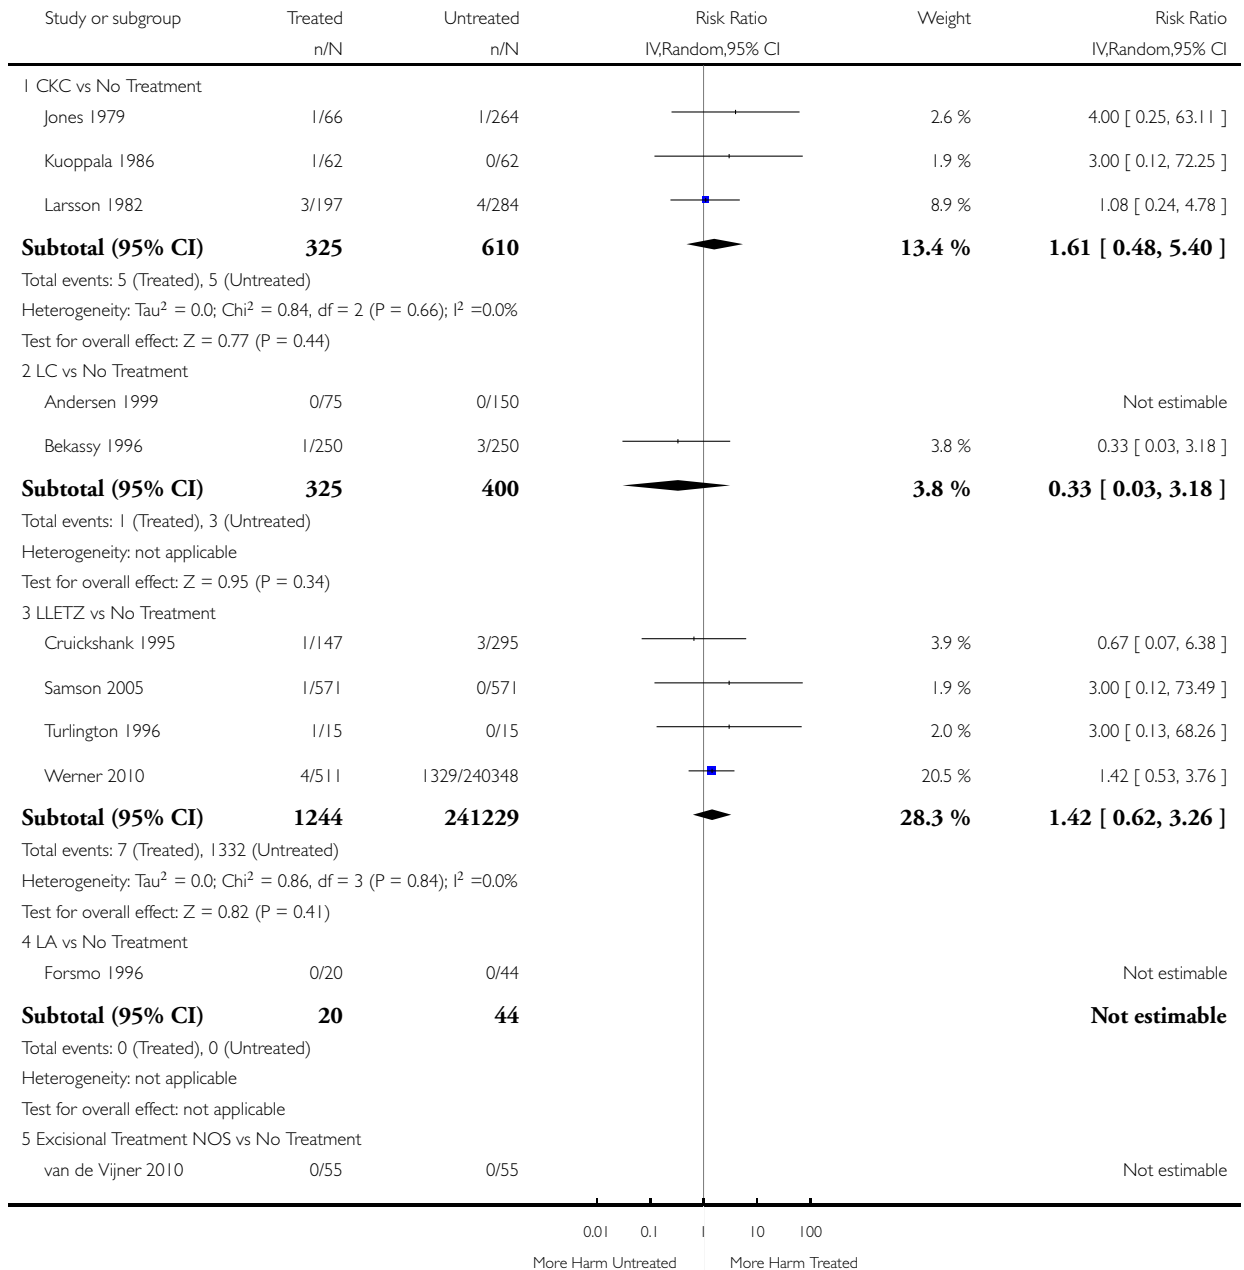 Study or subgroup Treated Untreated Risk Ratio Weight Risk Ratio
n/N n/N IV,Random,95% CI IV,Random,95% CI
1 CKC vs No Treatment
Jones 1979 1/66 1/264 2.6 % 4.00 [ 0.25, 63.11 ]
Kuoppala 1986 1/62 0/62 1.9 % 3.00 [ 0.12, 72.25 ]
Larsson 1982 3/197 4/284 8.9 % 1.08 [ 0.24, 4.78 ]
Subtotal (95% CI) 325 610 13.4 % 1.61 [ 0.48, 5.40 ]
Total events: 5 (Treated), 5 (Untreated)
Heterogeneity: Tau² = 0.0; Chi² = 0.84, df = 2 (P = 0.66); I² =0.0%
Test for overall effect: Z = 0.77 (P = 0.44)
2 LC vs No Treatment
Andersen 1999 0/75 0/150 Not estimable
Bekassy 1996 1/250 3/250 3.8 % 0.33 [ 0.03, 3.18 ]
Subtotal (95% CI) 325 400 3.8 % 0.33 [ 0.03, 3.18 ]
Total events: 1 (Treated), 3 (Untreated)
Heterogeneity: not applicable
Test for overall effect: Z = 0.95 (P = 0.34)
3 LLETZ vs No Treatment
Cruickshank 1995 1/147 3/295 3.9 % 0.67 [ 0.07, 6.38 ]
Samson 2005 1/571 0/571 1.9 % 3.00 [ 0.12, 73.49 ]
Turlington 1996 1/15 0/15 2.0 % 3.00 [ 0.13, 68.26 ]
Werner 2010 4/511 1329/240348 20.5 % 1.42 [ 0.53, 3.76 ]
Subtotal (95% CI) 1244 241229 28.3 % 1.42 [ 0.62, 3.26 ]
Total events: 7 (Treated), 1332 (Untreated)
Heterogeneity: Tau² = 0.0; Chi² = 0.86, df = 3 (P = 0.84); I² =0.0%
Test for overall effect: Z = 0.82 (P = 0.41)
4 LA vs No Treatment
Forsmo 1996 0/20 0/44 Not estimable
Subtotal (95% CI) 20 44 Not estimable
Total events: 0 (Treated), 0 (Untreated)
Heterogeneity: not applicable
Test for overall effect: not applicable
5 Excisional Treatment NOS vs No Treatment
van de Vijner 2010 0/55 0/55 Not estimable
0.01 0.1 1 10 100
More Harm Untreated More Harm Treated